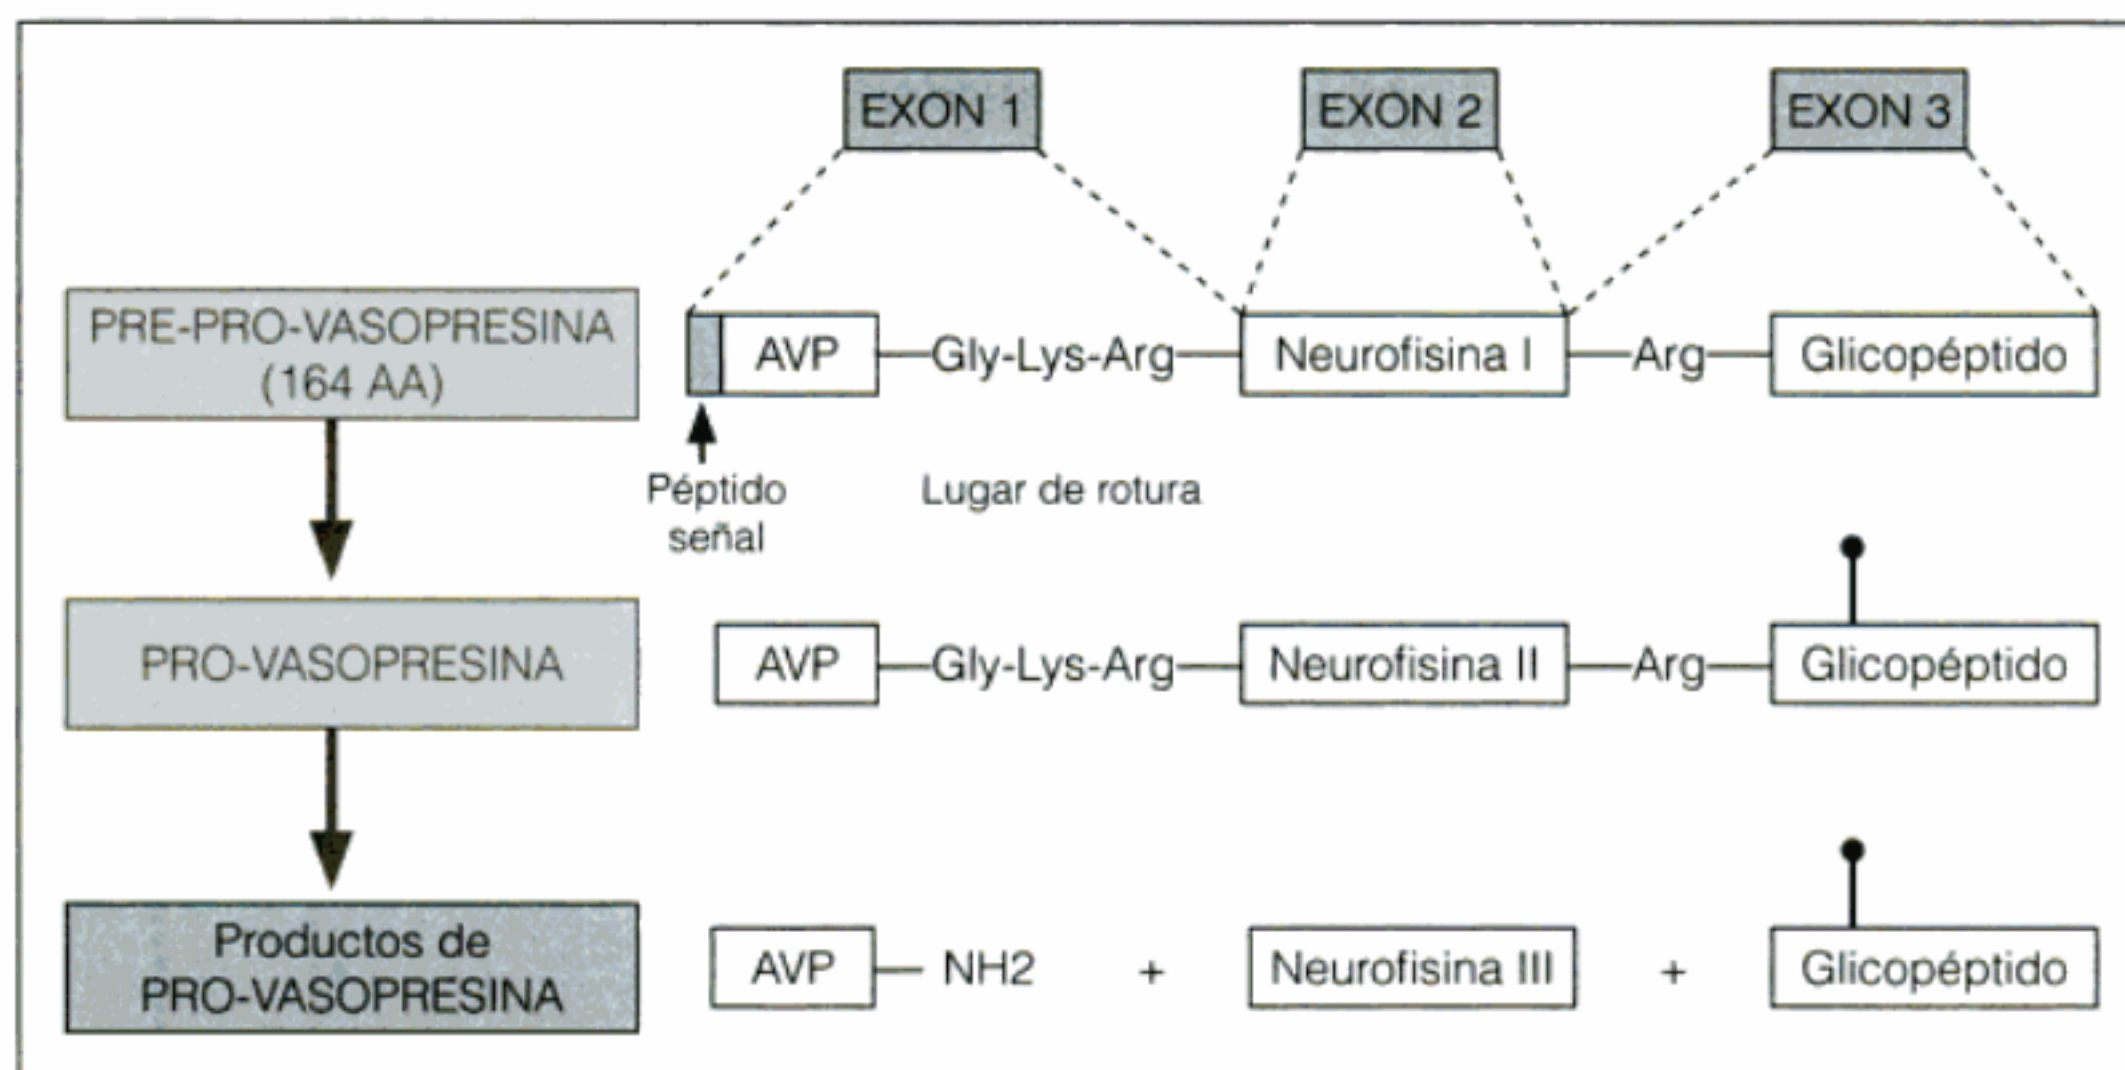 EXON 1 EXON 2 EXON 3
PRE-PRO-VASOPRESINA
(164 AA)
AVP Gly-Lys-Arg Neurofisina I Arg Glicopéptido
Péptido
señal
Lugar de rotura
PRO-VASOPRESINA
AVP Gly-Lys-Arg Neurofisina II Arg Glicopéptido
Productos de
PRO-VASOPRESINA
AVP NH2 + Neurofisina III + Glicopéptido